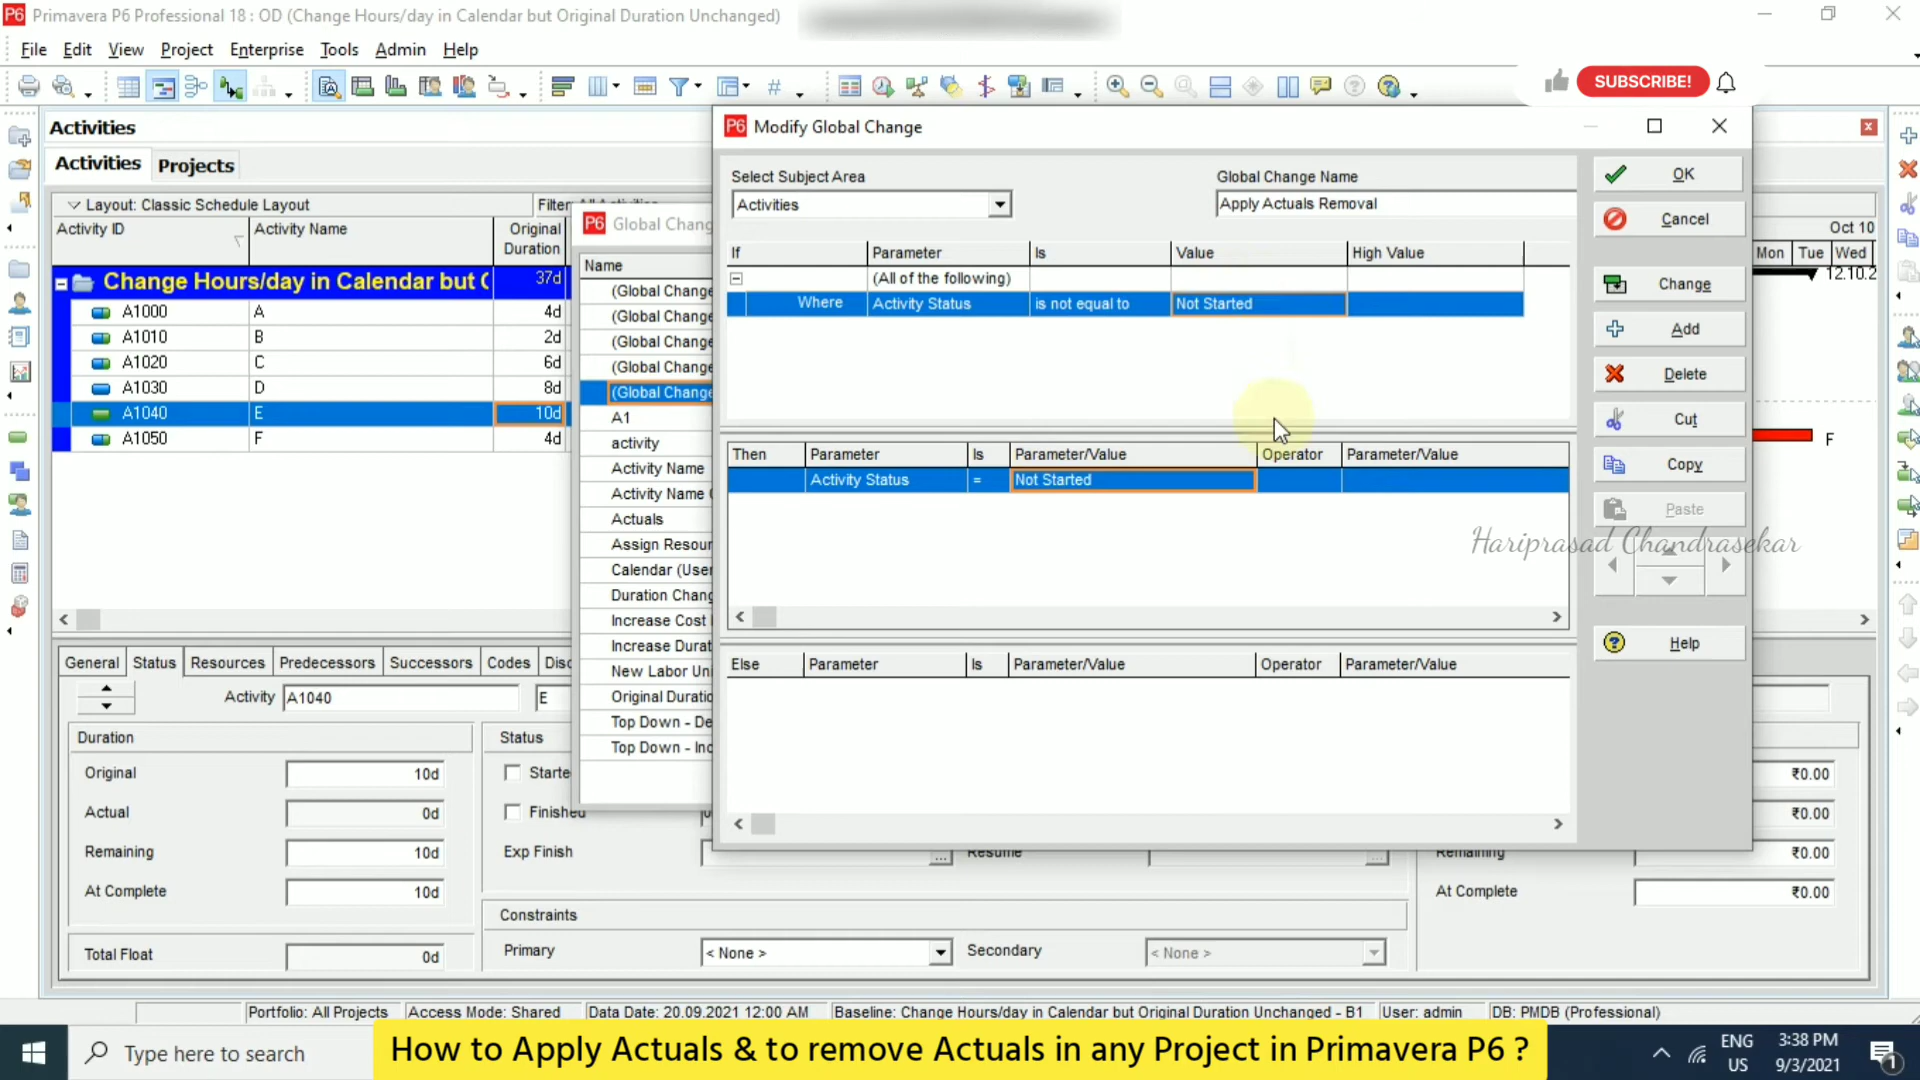 Primavera P6 Professional 18 : OD (Change Hours/day in Calendar but Original Duration Unchanged)
File Edit View Project Enterprise Tools Admin Help
SUBSCRIBE!
Activities
Activities Projects
Layout: Classic Schedule Layout
Filter: All Activities
Activity ID Activity Name Original Duration
Change Hours/day in Calendar but O 37d
A1000 A 4d
A1010 B 2d
A1020 C 6d
A1030 D 8d
A1040 E 10d
A1050 F 4d
Global Chang
Name
(Global Change
(Global Change
(Global Change
(Global Change
(Global Change
A1
activity
Activity Name
Activity Name C
Actuals
Assign Resour
Calendar (User
Duration Chang
Increase Cost
Increase Durat
New Labor Uni
Original Duratio
Top Down - De
Top Down - Inc
Modify Global Change
Select Subject Area
Activities
Global Change Name
Apply Actuals Removal
If Parameter Is Value High Value
(All of the following)
Where Activity Status is not equal to Not Started
Then Parameter Is Parameter/Value Operator Parameter/Value
Activity Status = Not Started
Else Parameter Is Parameter/Value Operator Parameter/Value
OK
Cancel
Change
Add
Delete
Cut
Copy
Paste
Help
Hariprasad Chandrasekar
Oct 10
Mon Tue Wed
12.10.2
F
General Status Resources Predecessors Successors Codes Disc
Activity A1040 E
Duration
Original 10d
Actual 0d
Remaining 10d
At Complete 10d
Total Float 0d
Status
Starte
Finished
Exp Finish
Resume
Constraints
Primary < None > Secondary < None >
₹0.00
₹0.00
Remaining ₹0.00
At Complete ₹0.00
Portfolio: All Projects Access Mode: Shared Data Date: 20.09.2021 12:00 AM Baseline: Change Hours/day in Calendar but Original Duration Unchanged - B1 User: admin DB: PMDB (Professional)
Type here to search
How to Apply Actuals & to remove Actuals in any Project in Primavera P6 ?
ENG
US
3:38 PM
9/3/2021
1